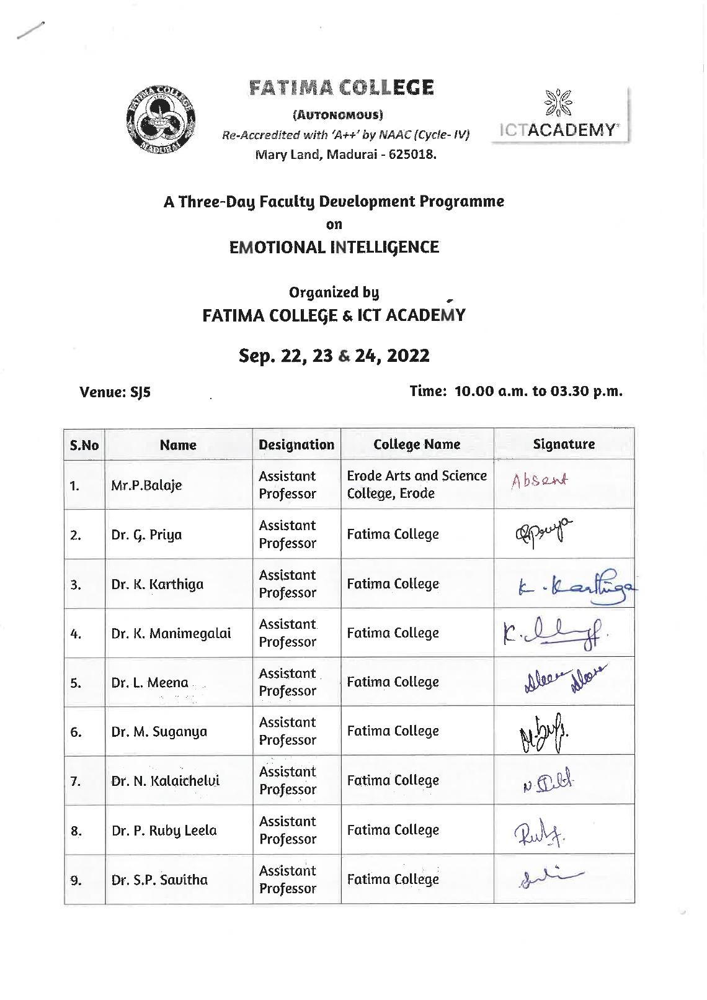 FATIMA COLLEGE
(AUTONOMOUS)
Re-Accredited with ‘A++’ by NAAC (Cycle- IV)
Mary Land, Madurai - 625018.
FATIMA COLLEGE
MADURAI
ICTACADEMY
A Three-Day Faculty Development Programme
on
EMOTIONAL INTELLIGENCE
Organized by
FATIMA COLLEGE & ICT ACADEMY
Sep. 22, 23 & 24, 2022
Venue: SJ5 Time: 10.00 a.m. to 03.30 p.m.
S.No Name Designation College Name Signature
1. Mr.P.Balaje Assistant Professor Erode Arts and Science College, Erode Absent
2. Dr. G. Priya Assistant Professor Fatima College GPriya
3. Dr. K. Karthiga Assistant Professor Fatima College K. Karthiga
4. Dr. K. Manimegalai Assistant Professor Fatima College
5. Dr. L. Meena Assistant Professor Fatima College
6. Dr. M. Suganya Assistant Professor Fatima College
7. Dr. N. Kalaichelvi Assistant Professor Fatima College
8. Dr. P. Ruby Leela Assistant Professor Fatima College Ruby.
9. Dr. S.P. Savitha Assistant Professor Fatima College